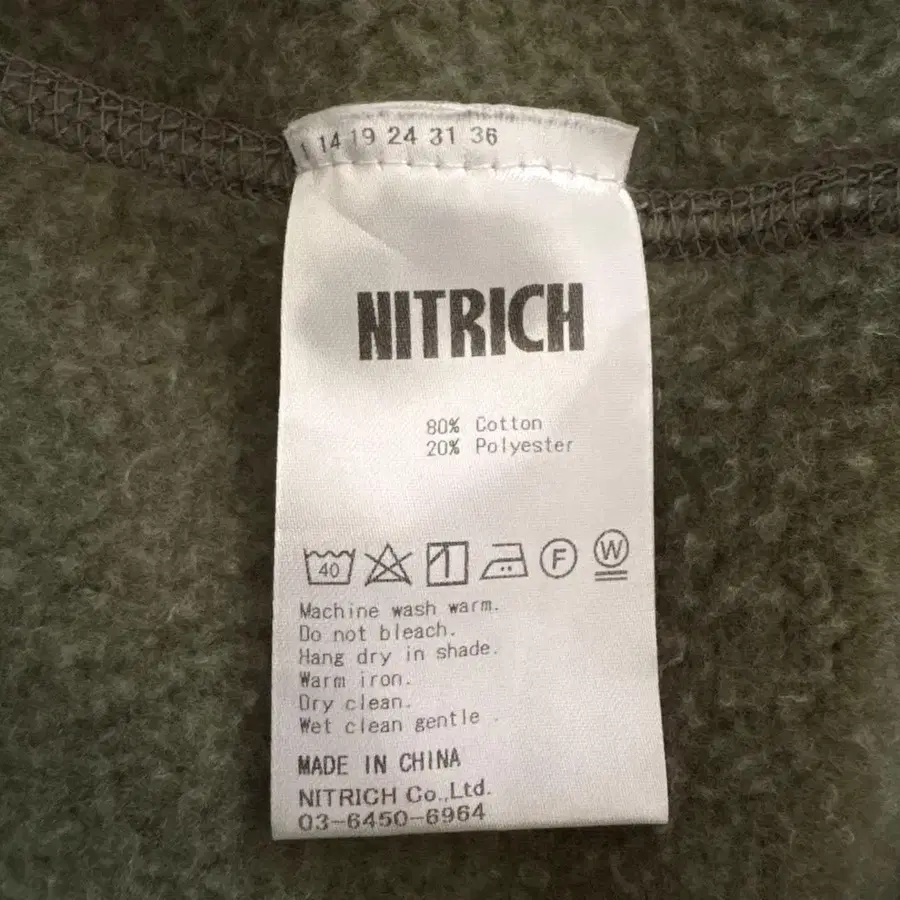 1 14 19 24 31 36
NITRICH
80% Cotton
20% Polyester
40 F W
Machine wash warm.
Do not bleach.
Hang dry in shade.
Warm iron.
Dry clean.
Wet clean gentle .
MADE IN CHINA
NITRICH Co.,Ltd.
03-6450-6964